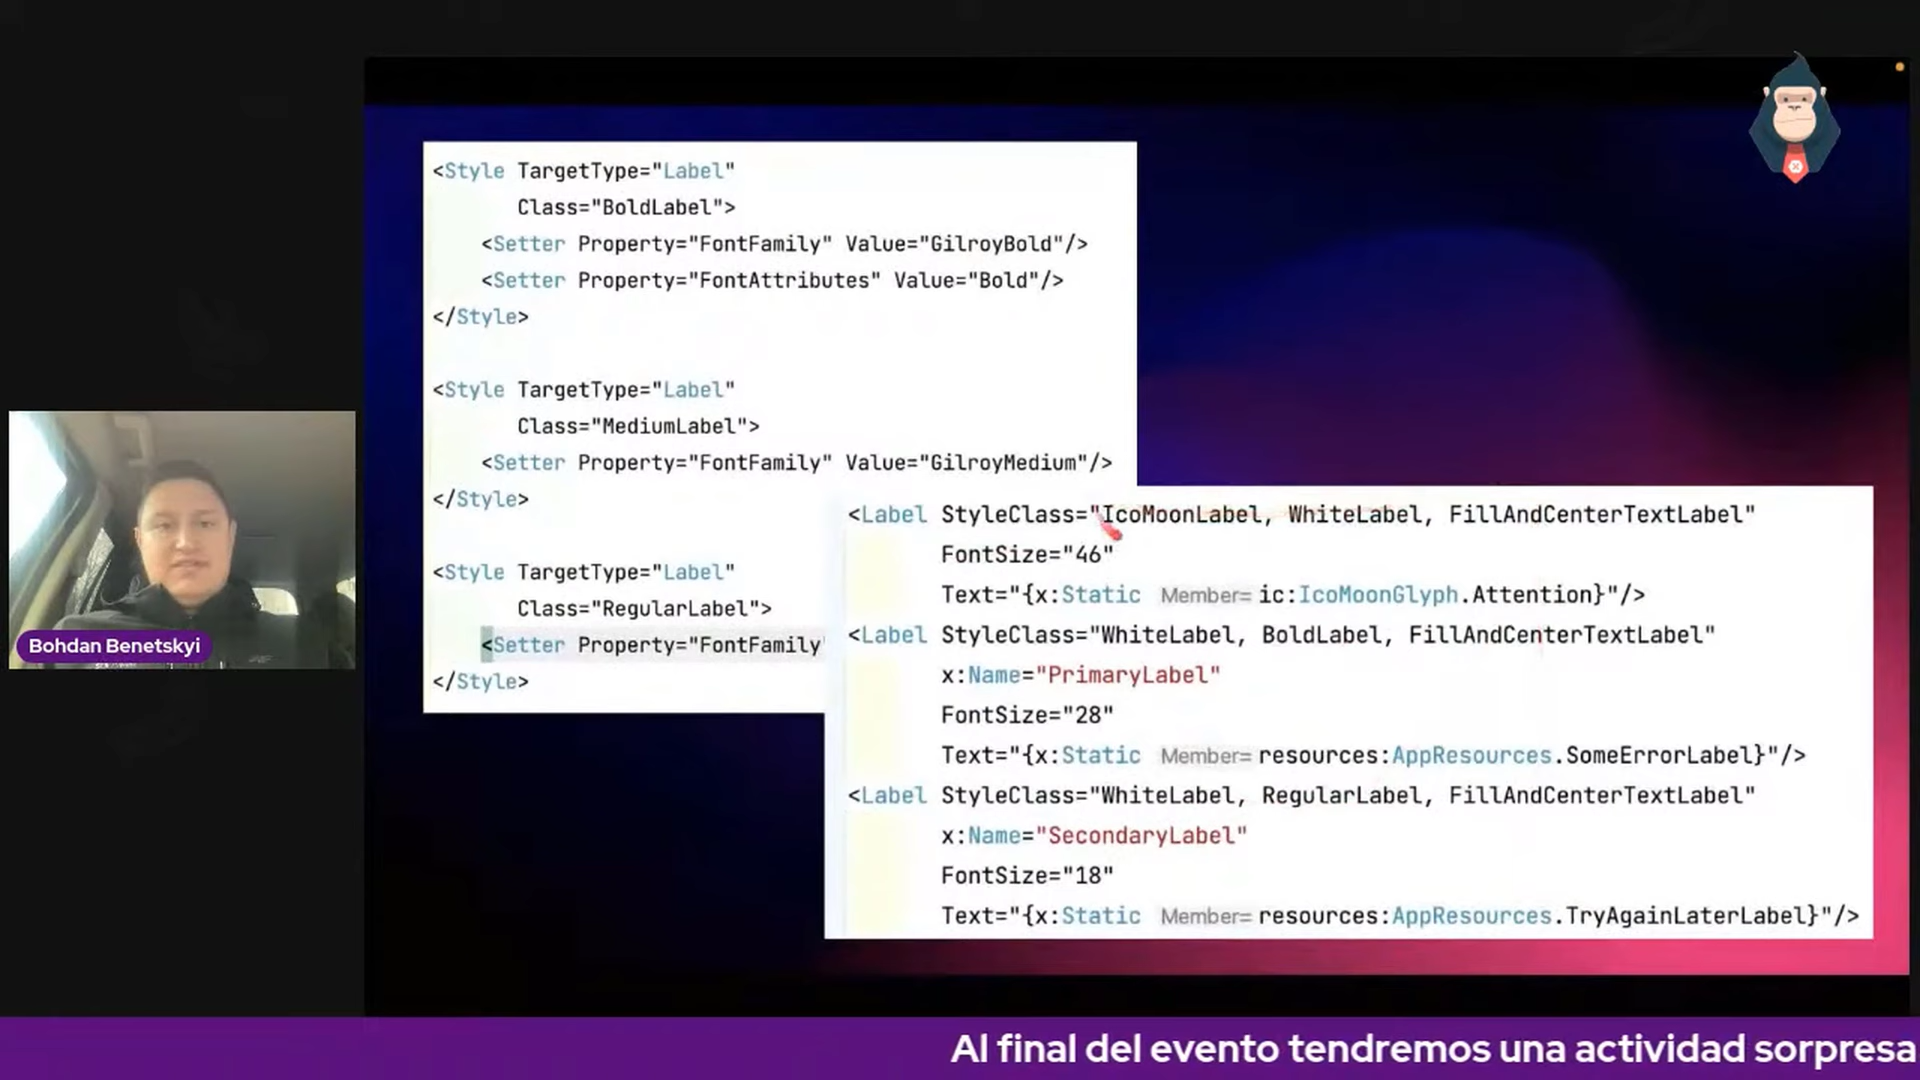 <Style TargetType="Label"
Class="BoldLabel">
<Setter Property="FontFamily" Value="GilroyBold"/>
<Setter Property="FontAttributes" Value="Bold"/>
</Style>
<Style TargetType="Label"
Class="MediumLabel">
<Setter Property="FontFamily" Value="GilroyMedium"/>
</Style>
<Style TargetType="Label"
Class="RegularLabel">
<Setter Property="FontFamily"
</Style>
<Label StyleClass="IcoMoonLabel, WhiteLabel, FillAndCenterTextLabel"
FontSize="46"
Text="{x:Static Member= ic:IcoMoonGlyph.Attention}"/>
<Label StyleClass="WhiteLabel, BoldLabel, FillAndCenterTextLabel"
x:Name="PrimaryLabel"
FontSize="28"
Text="{x:Static Member= resources:AppResources.SomeErrorLabel}"/>
<Label StyleClass="WhiteLabel, RegularLabel, FillAndCenterTextLabel"
x:Name="SecondaryLabel"
FontSize="18"
Text="{x:Static Member= resources:AppResources.TryAgainLaterLabel}"/>
Bohdan Benetskyi
Al final del evento tendremos una actividad sorpresa